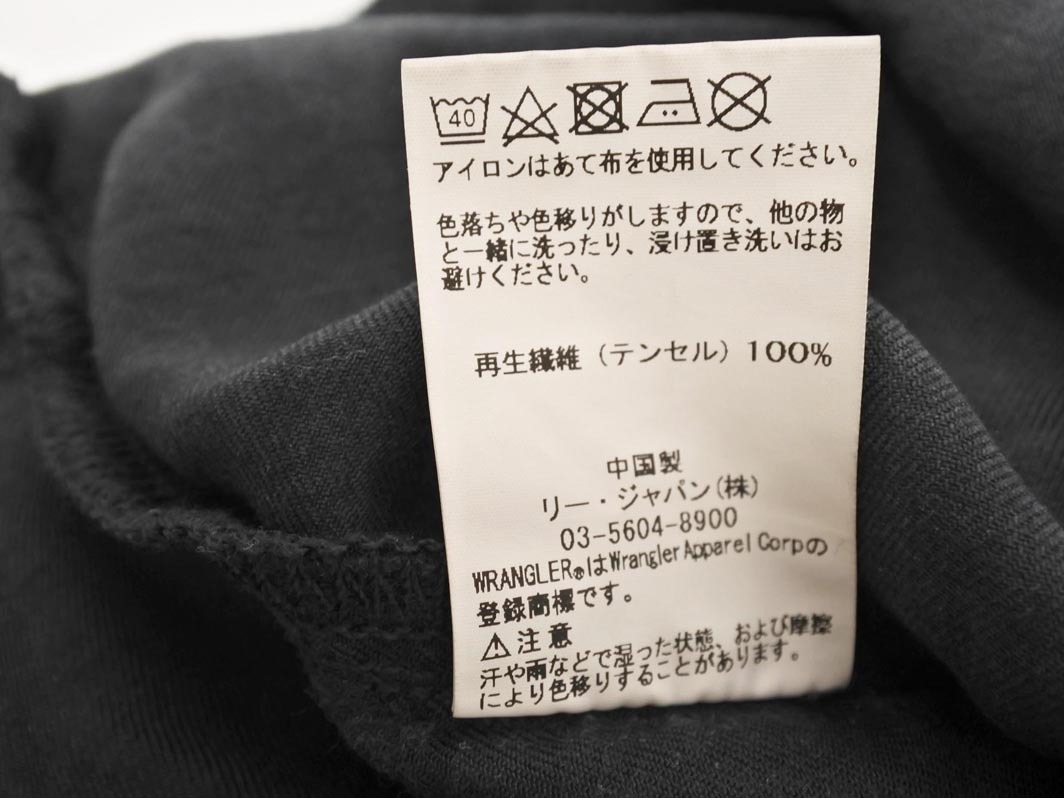 40
アイロンはあて布を使用してください。
色落ちや色移りがしますので、他の物
と一緒に洗ったり、浸け置き洗いはお
避けください。
再生繊維（テンセル）100%
中国製
リー・ジャパン(株)
03-5604-8900
WRANGLER®はWrangler Apparel Corpの
登録商標です。
⚠注意
汗や雨などで湿った状態、および摩擦
により色移りすることがあります。